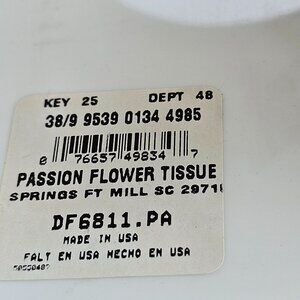 KEY 25 DEPT 48
38/9 9539 0134 4985
0 76657 49834 7
PASSION FLOWER TISSUE
SPRINGS FT MILL SC 2971
DF6811.PA
MADE IN USA
FALT EN USA HECHO EN USA